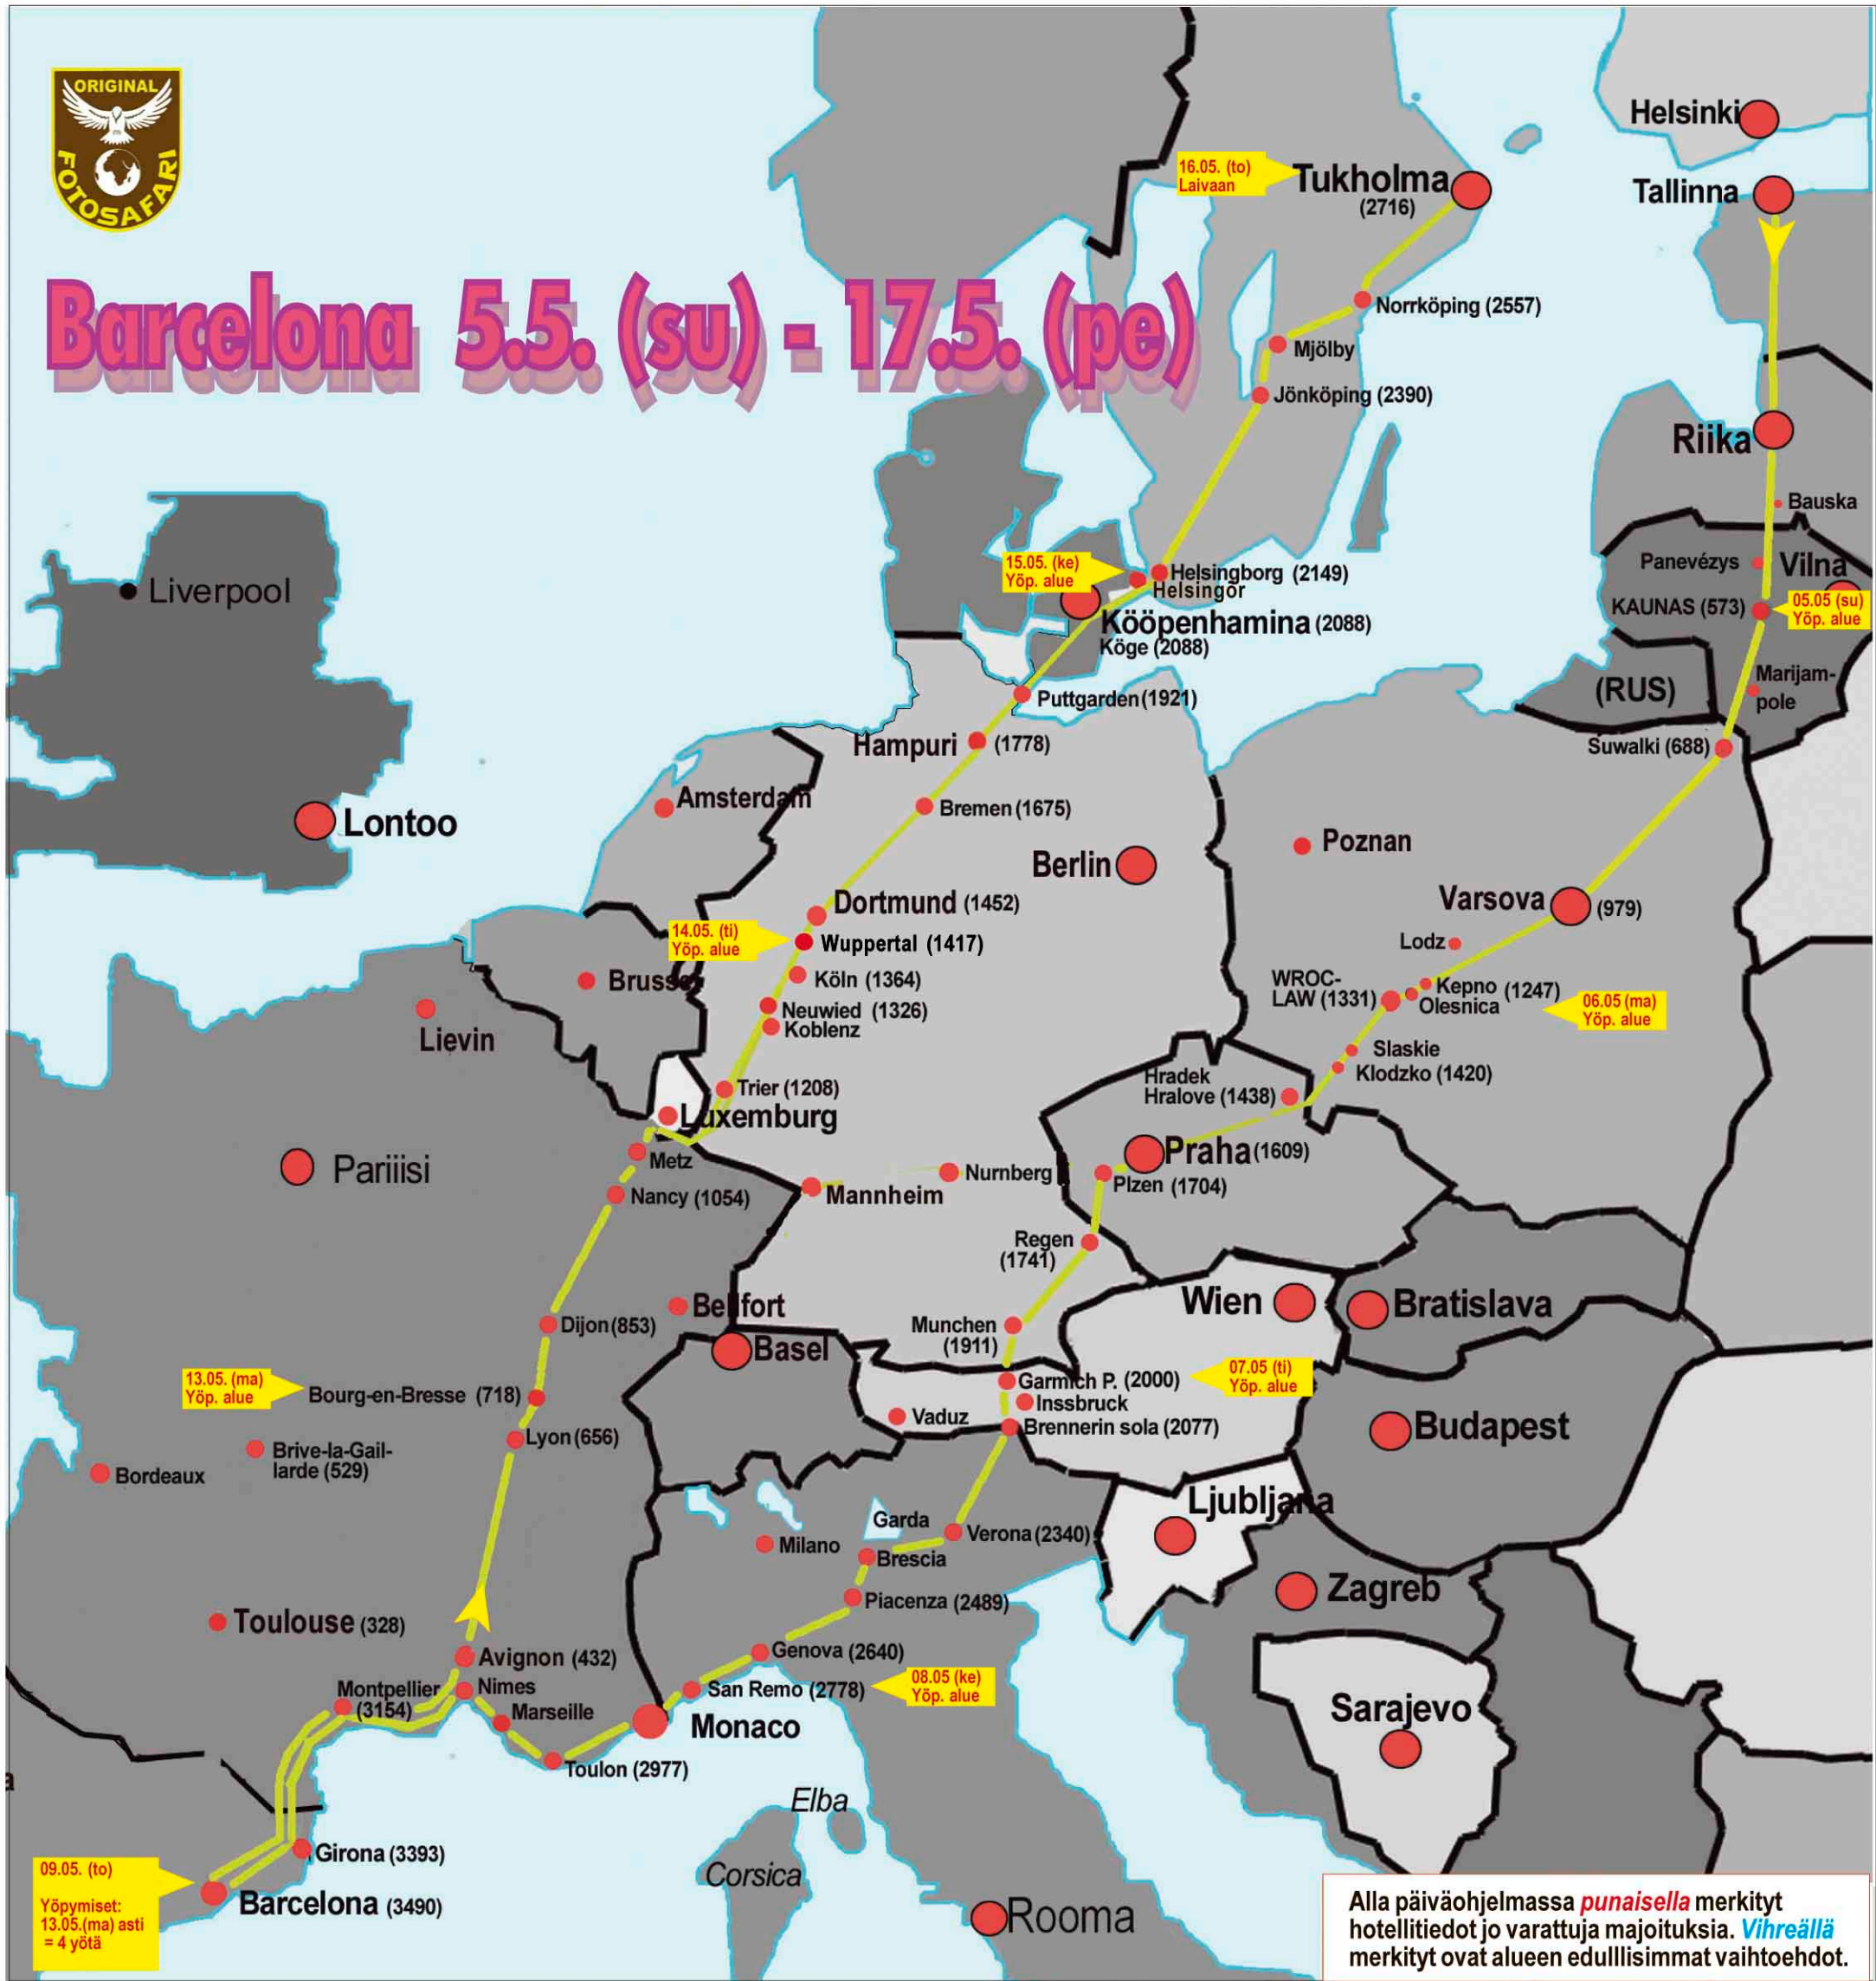 ORIGINAL
FOTOSAFARI
Barcelona 5.5. (su) - 17.5. (pe)
Helsinki
16.05. (to)
Laivaan
Tukholma
(2716)
Tallinna
Norrköping (2557)
Mjölby
Jönköping (2390)
Riika
Bauska
Liverpool
15.05. (ke)
Yöp. alue
Helsingborg (2149)
Helsingör
Panevézys
Vilna
KAUNAS (573)
05.05 (su)
Yöp. alue
Kööpenhamina (2088)
Köge (2088)
(RUS)
Marijam-
pole
Puttgarden (1921)
Hampuri (1778)
Suwalki (688)
Amsterdam
Bremen (1675)
Lontoo
Berlin
Poznan
Dortmund (1452)
Varsova (979)
14.05. (ti)
Yöp. alue
Wuppertal (1417)
Lodz
Brussel
Köln (1364)
WROC-
LAW (1331)
Kepno (1247)
Olesnica
06.05 (ma)
Yöp. alue
Lievin
Neuwied (1326)
Koblenz
Slaskie
Klodzko (1420)
Trier (1208)
Luxemburg
Hradek
Hralove (1438)
Pariiisi
Metz
Praha (1609)
Nancy (1054)
Mannheim
Nurnberg
Plzen (1704)
Regen
(1741)
Bellfort
Dijon (853)
Basel
Munchen
(1911)
Wien
Bratislava
13.05. (ma)
Yöp. alue
Bourg-en-Bresse (718)
Garmich P. (2000)
07.05 (ti)
Yöp. alue
Inssbruck
Vaduz
Brennerin sola (2077)
Budapest
Lyon (656)
Brive-la-Gail-
larde (529)
Bordeaux
Ljubljana
Garda
Verona (2340)
Milano
Brescia
Piacenza (2489)
Zagreb
Toulouse (328)
Avignon (432)
Genova (2640)
Nimes
Montpellier
(3154)
Marseille
San Remo (2778)
08.05 (ke)
Yöp. alue
Monaco
Sarajevo
Toulon (2977)
a
Elba
Girona (3393)
Corsica
09.05. (to)
Yöpymiset:
13.05.(ma) asti
= 4 yötä
Barcelona (3490)
Rooma
Alla päiväohjelmassa punaisella merkityt
hotellitiedot jo varattuja majoituksia. Vihreällä
merkityt ovat alueen edulllisimmat vaihtoehdot.